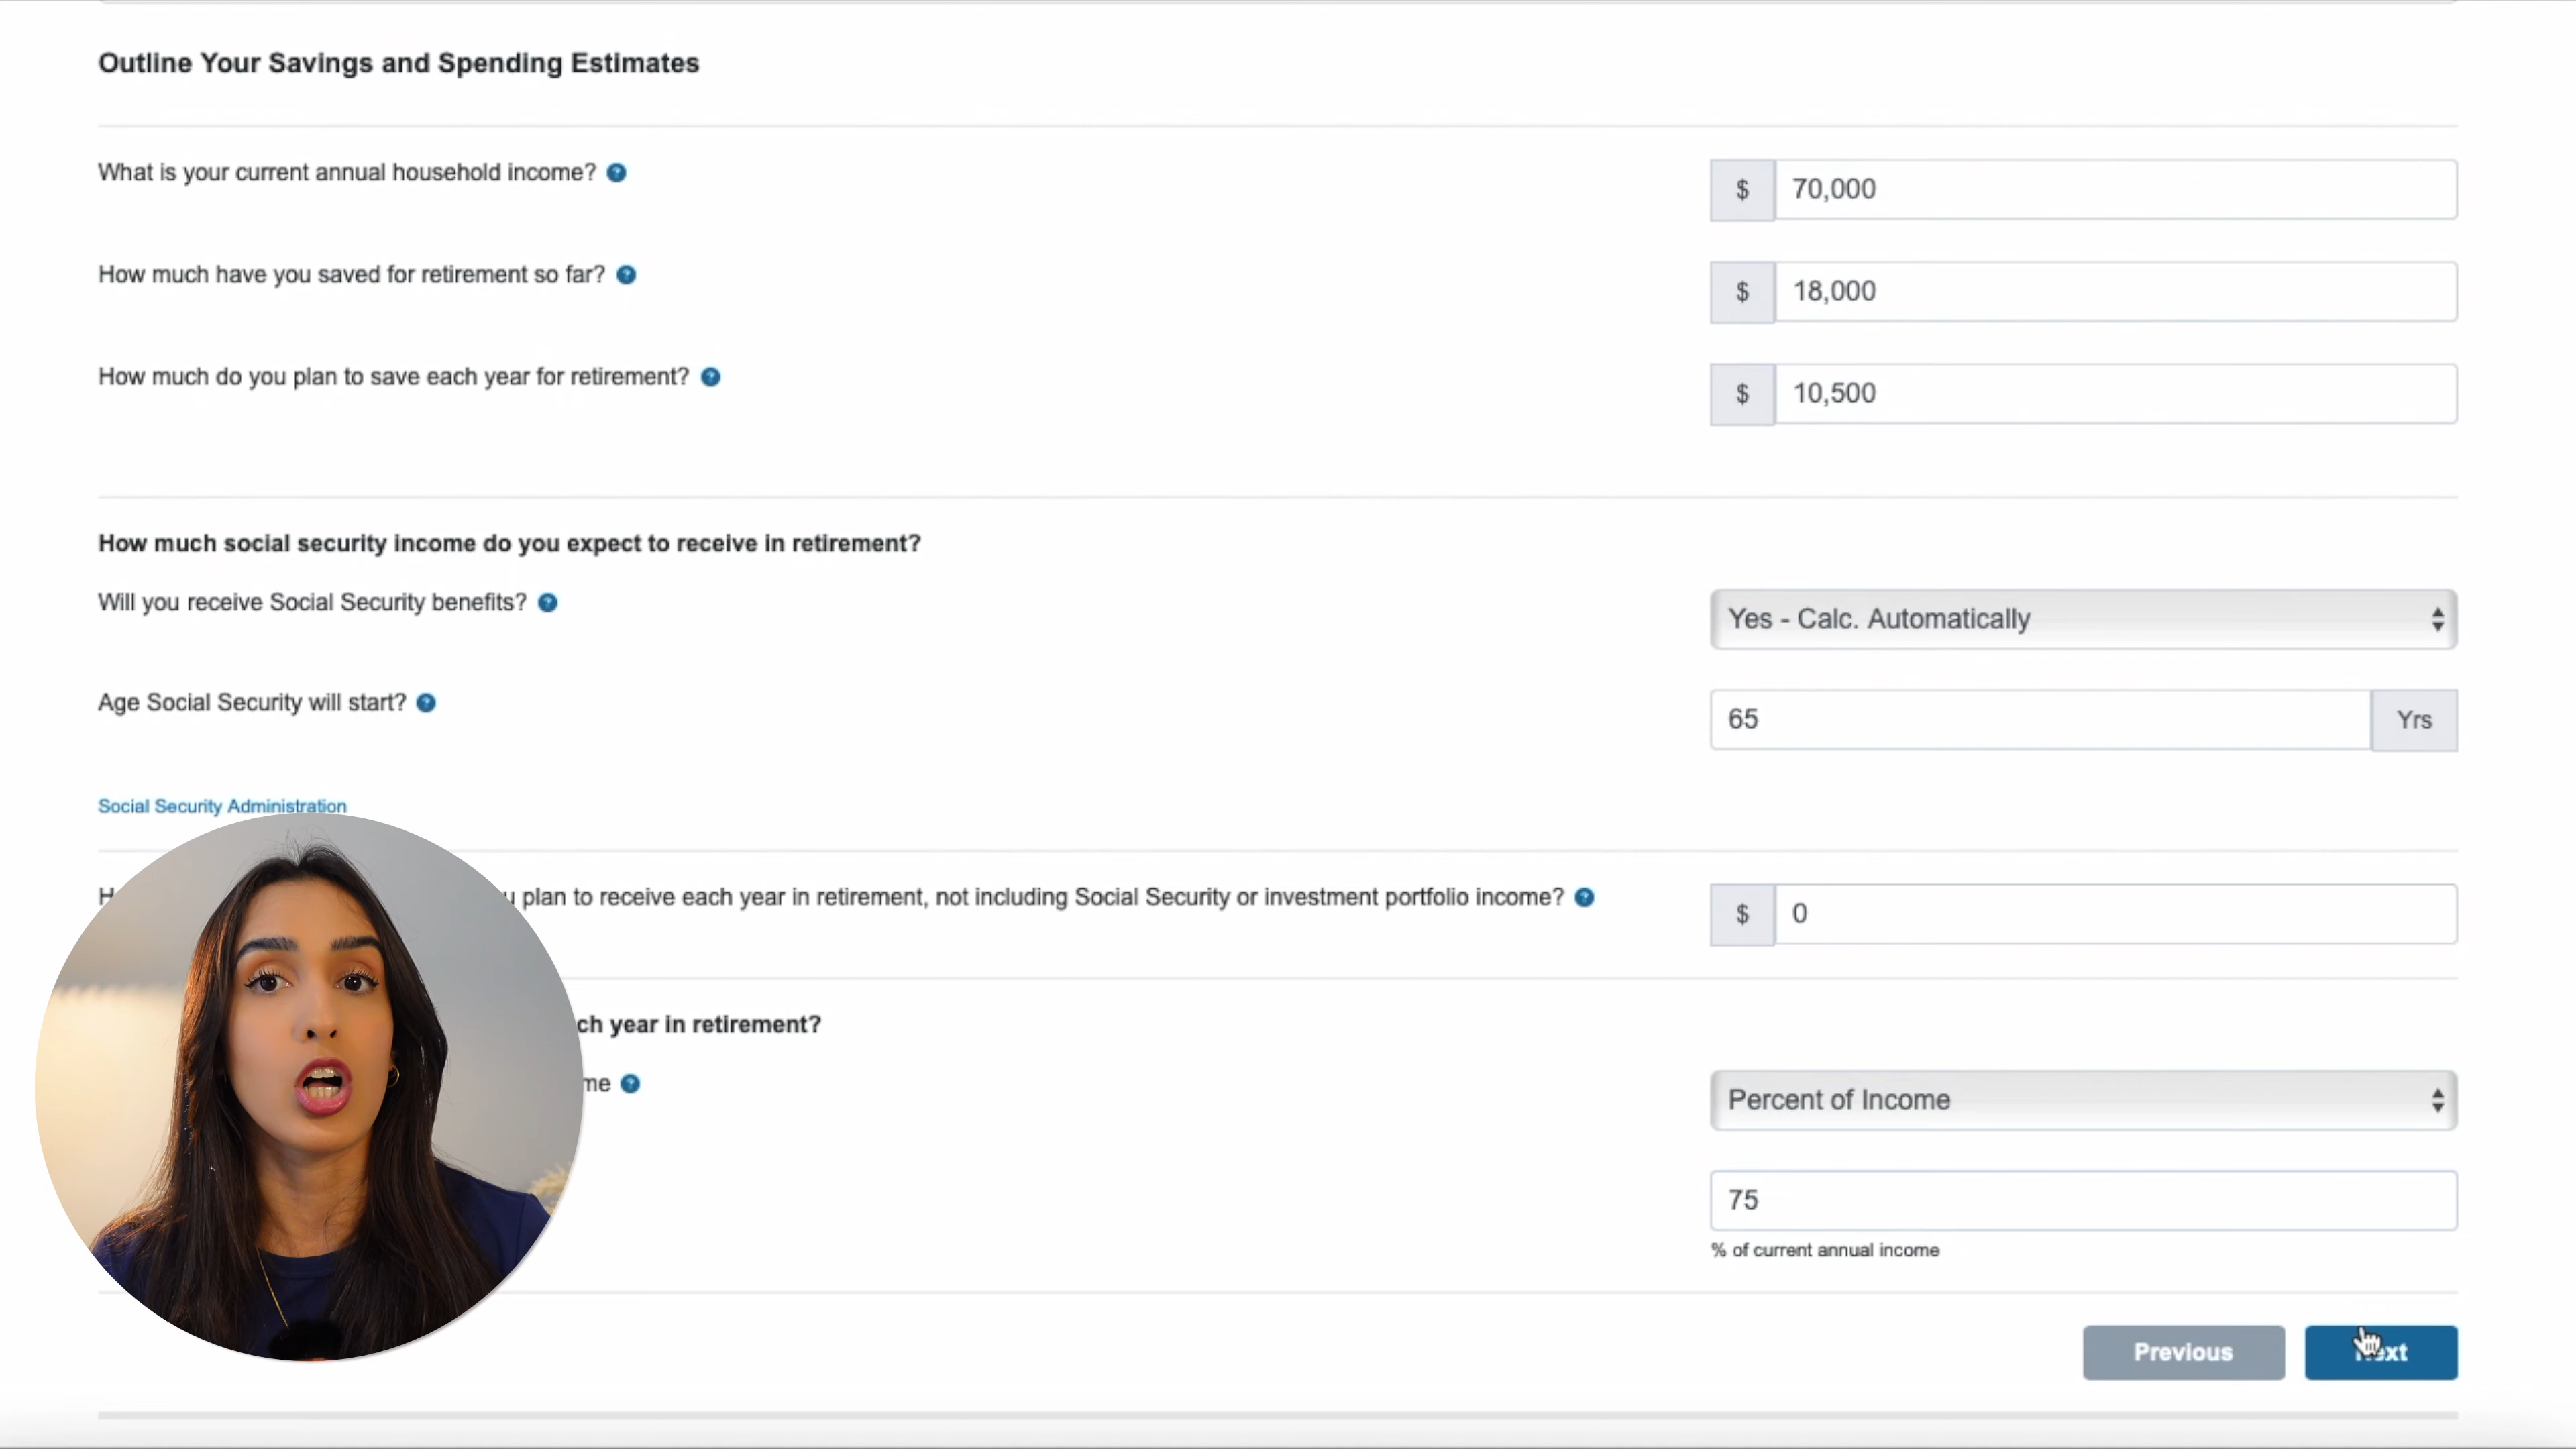 Outline Your Savings and Spending Estimates
What is your current annual household income? ?
$ 70,000
How much have you saved for retirement so far? ?
$ 18,000
How much do you plan to save each year for retirement? ?
$ 10,500
How much social security income do you expect to receive in retirement?
Will you receive Social Security benefits? ?
Yes - Calc. Automatically
Age Social Security will start? ?
65 Yrs
Social Security Administration
plan to receive each year in retirement, not including Social Security or investment portfolio income? ?
$ 0
year in retirement?
?
Percent of Income
75
% of current annual income
Previous